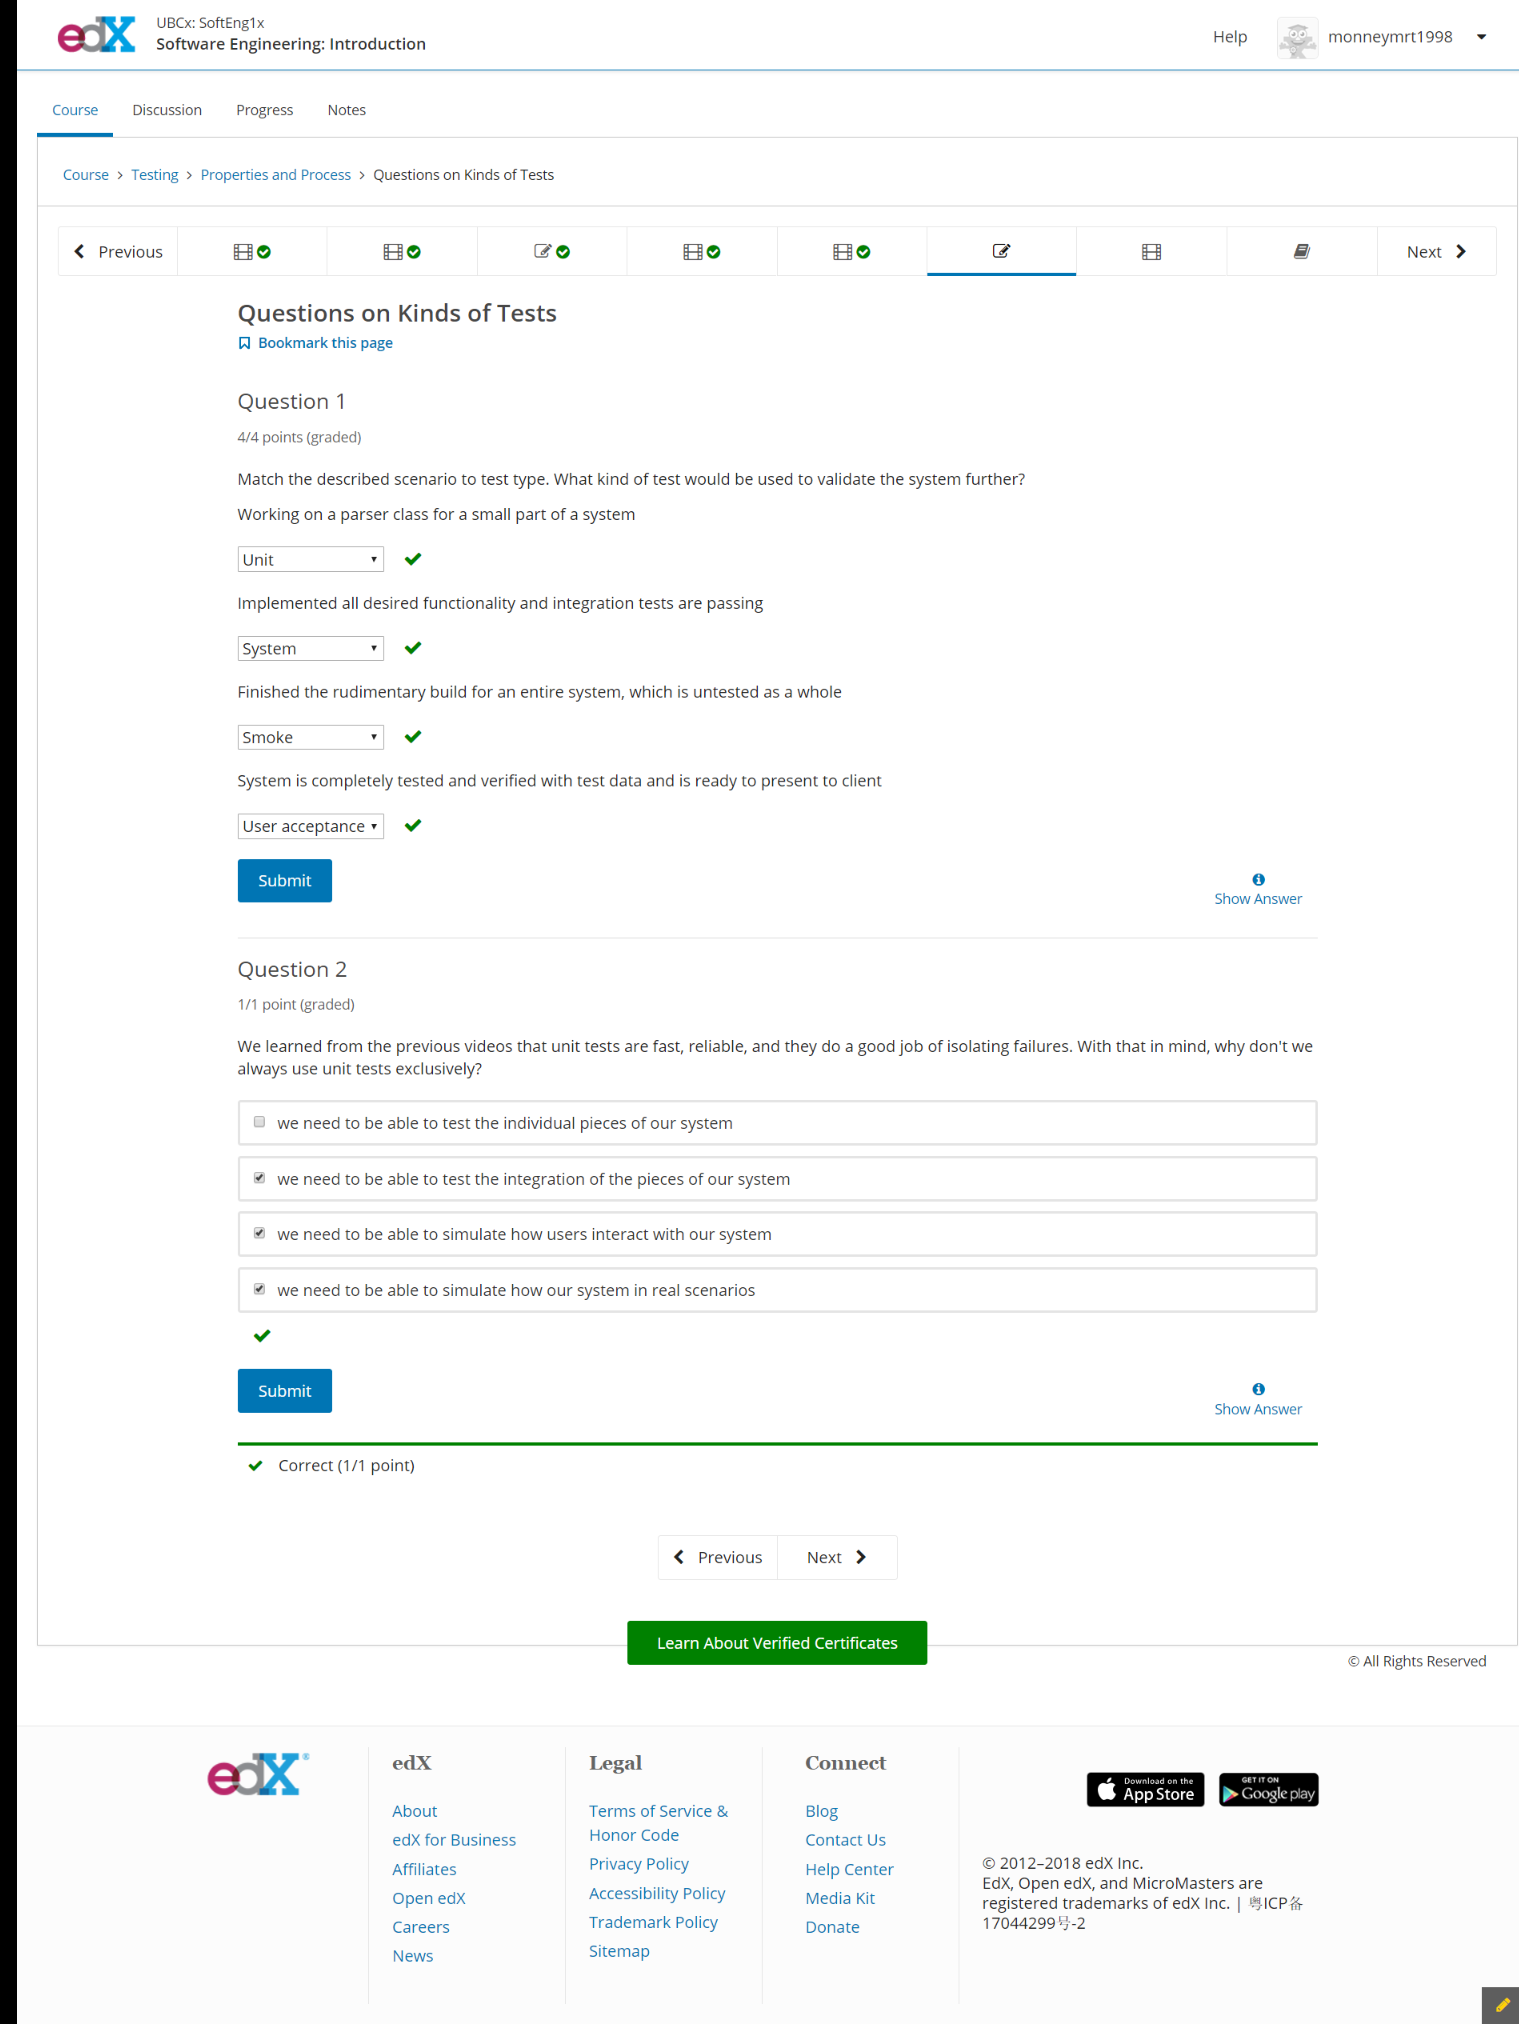 edX
UBCx: SoftEng1x
Software Engineering: Introduction
Help
monneymrt1998
Course
Discussion
Progress
Notes
Course > Testing > Properties and Process > Questions on Kinds of Tests
Previous
Next
Questions on Kinds of Tests
Bookmark this page
Question 1
4/4 points (graded)
Match the described scenario to test type. What kind of test would be used to validate the system further?
Working on a parser class for a small part of a system
Unit
Implemented all desired functionality and integration tests are passing
System
Finished the rudimentary build for an entire system, which is untested as a whole
Smoke
System is completely tested and verified with test data and is ready to present to client
User acceptance
Submit
Show Answer
Question 2
1/1 point (graded)
We learned from the previous videos that unit tests are fast, reliable, and they do a good job of isolating failures. With that in mind, why don't we
always use unit tests exclusively?
we need to be able to test the individual pieces of our system
we need to be able to test the integration of the pieces of our system
we need to be able to simulate how users interact with our system
we need to be able to simulate how our system in real scenarios
Submit
Show Answer
Correct (1/1 point)
Previous
Next
Learn About Verified Certificates
© All Rights Reserved
edX®
edX
About
edX for Business
Affiliates
Open edX
Careers
News
Legal
Terms of Service &
Honor Code
Privacy Policy
Accessibility Policy
Trademark Policy
Sitemap
Connect
Blog
Contact Us
Help Center
Media Kit
Donate
Download on the
App Store
GET IT ON
Google play
© 2012–2018 edX Inc.
EdX, Open edX, and MicroMasters are
registered trademarks of edX Inc. | 粤ICP备
17044299号-2